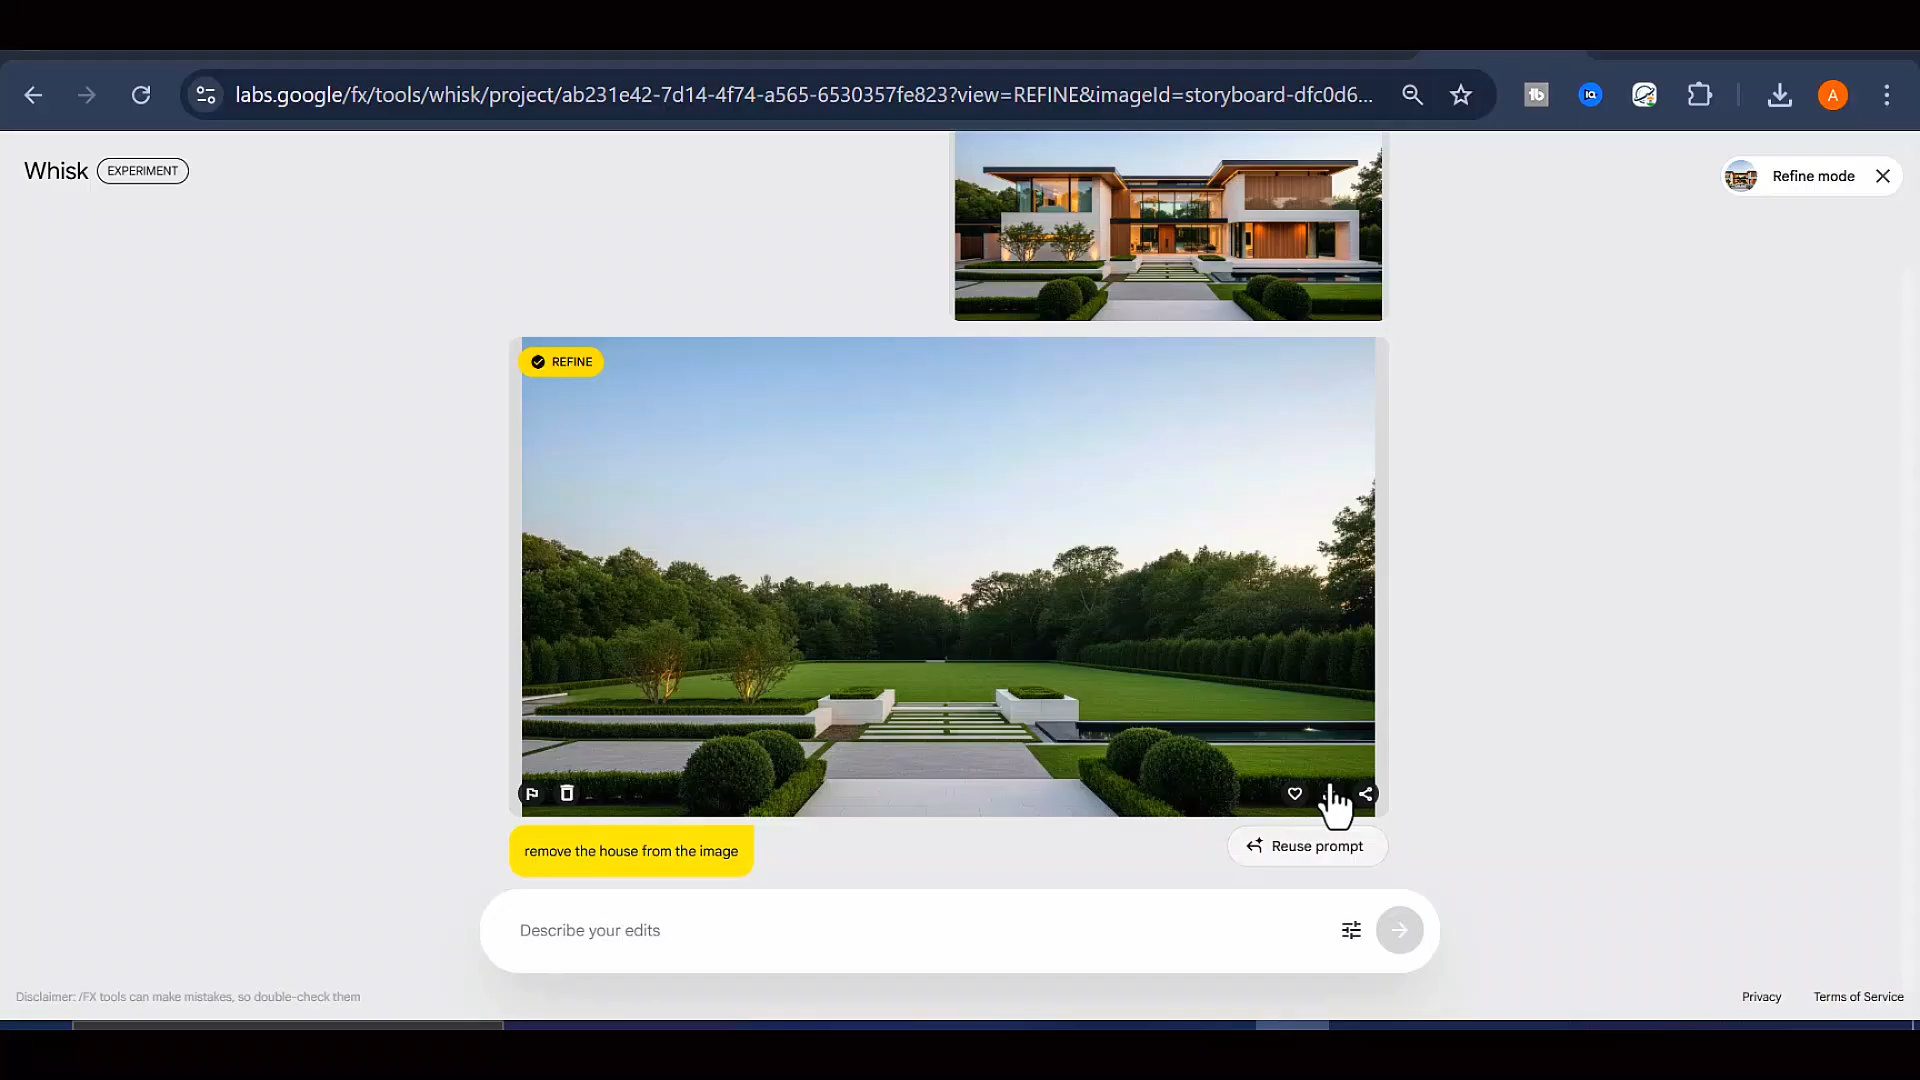 labs.google/fx/tools/whisk/project/ab231e42-7d14-4f74-a565-6530357fe823?view=REFINE&imageId=storyboard-dfc0d6...
tb
IQ
A
Whisk EXPERIMENT
Refine mode
REFINE
remove the house from the image
Reuse prompt
Describe your edits
Disclaimer: /FX tools can make mistakes, so double-check them
Privacy Terms of Service